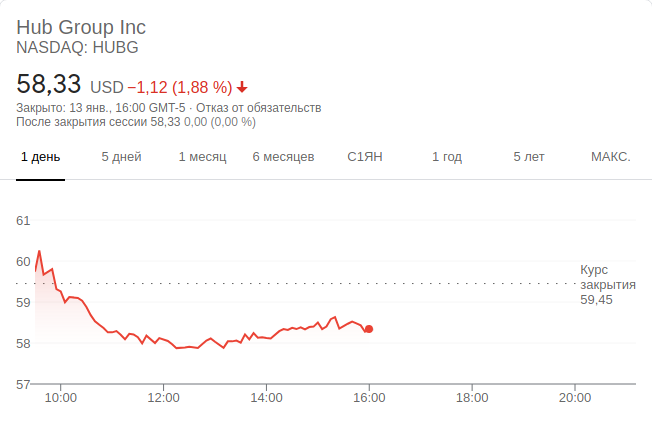 Hub Group Inc
NASDAQ: HUBG
58,33 USD −1,12 (1,88 %)
Закрыто: 13 янв., 16:00 GMT-5 · Отказ от обязательств
После закрытия сессии 58,33 0,00 (0,00 %)
1 день 5 дней 1 месяц 6 месяцев С1ЯН 1 год 5 лет МАКС.
61
60
59
58
57
Курс
закрытия
59,45
10:00 12:00 14:00 16:00 18:00 20:00